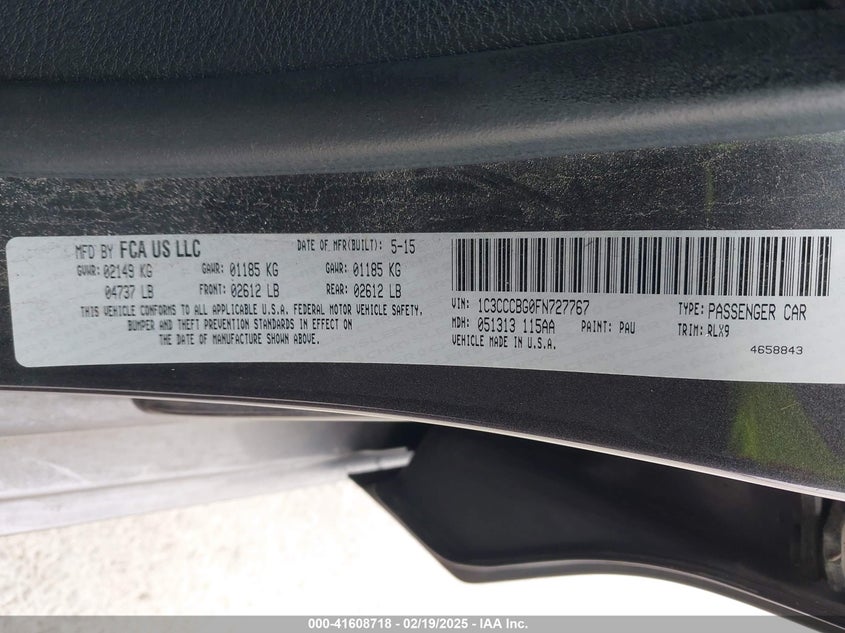 MFD BY FCA US LLC DATE OF MFR(BUILT): 5-15
GVWR: 02149 KG GAWR: 01185 KG GAWR: 01185 KG
04737 LB FRONT: 02612 LB REAR: 02612 LB
THIS VEHICLE CONFORMS TO ALL APPLICABLE U.S.A. FEDERAL MOTOR VEHICLE SAFETY,
BUMPER AND THEFT PREVENTION STANDARDS IN EFFECT ON
THE DATE OF MANUFACTURE SHOWN ABOVE.
VIN: 1C3CCCBG0FN727767 TYPE: PASSENGER CAR
MDH: 051313 115AA PAINT: PAU TRIM: RLX9
VEHICLE MADE IN U.S.A. 4658843
000-41608718 - 02/19/2025 - IAA Inc.